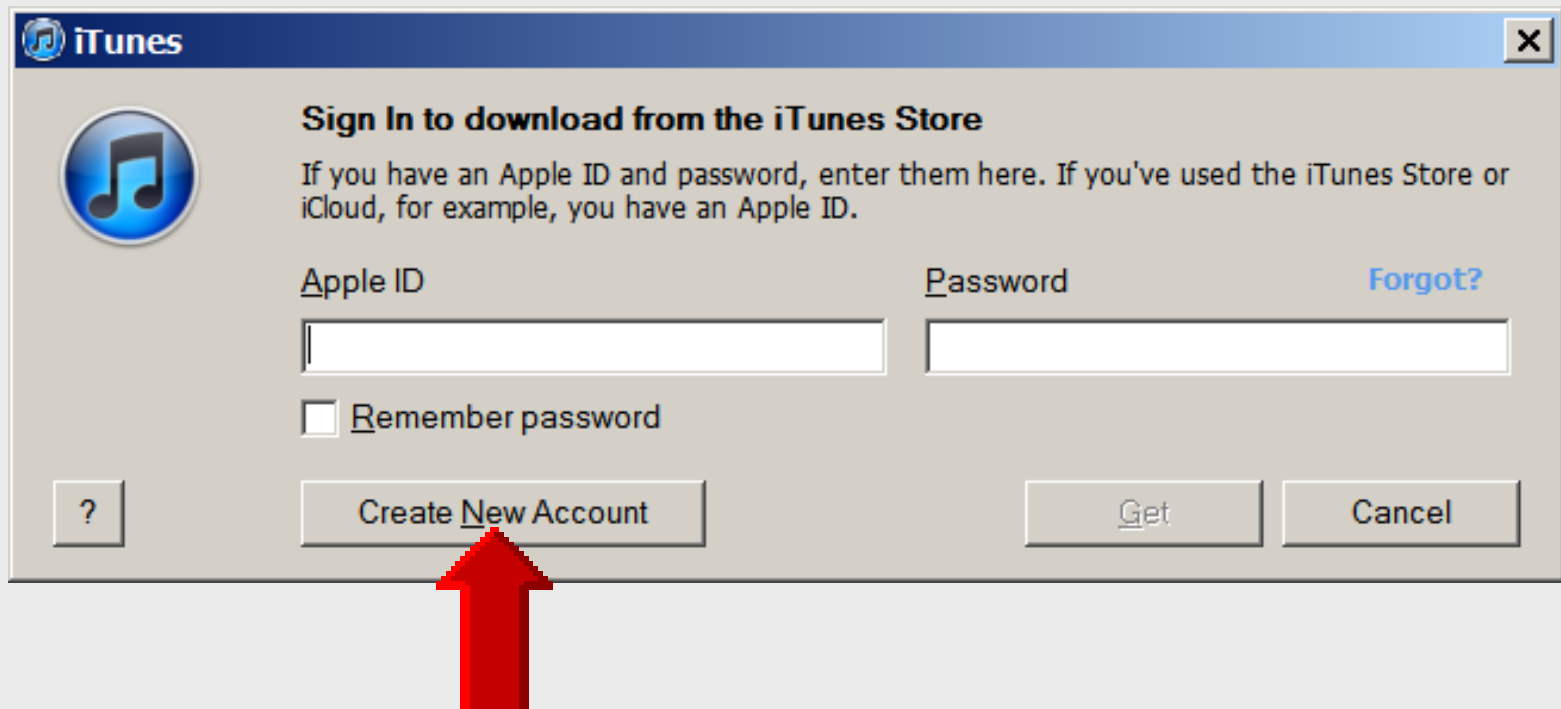 iTunes
Sign In to download from the iTunes Store
If you have an Apple ID and password, enter them here. If you've used the iTunes Store or
iCloud, for example, you have an Apple ID.
Apple ID
Password Forgot?
Remember password
? Create New Account Get Cancel